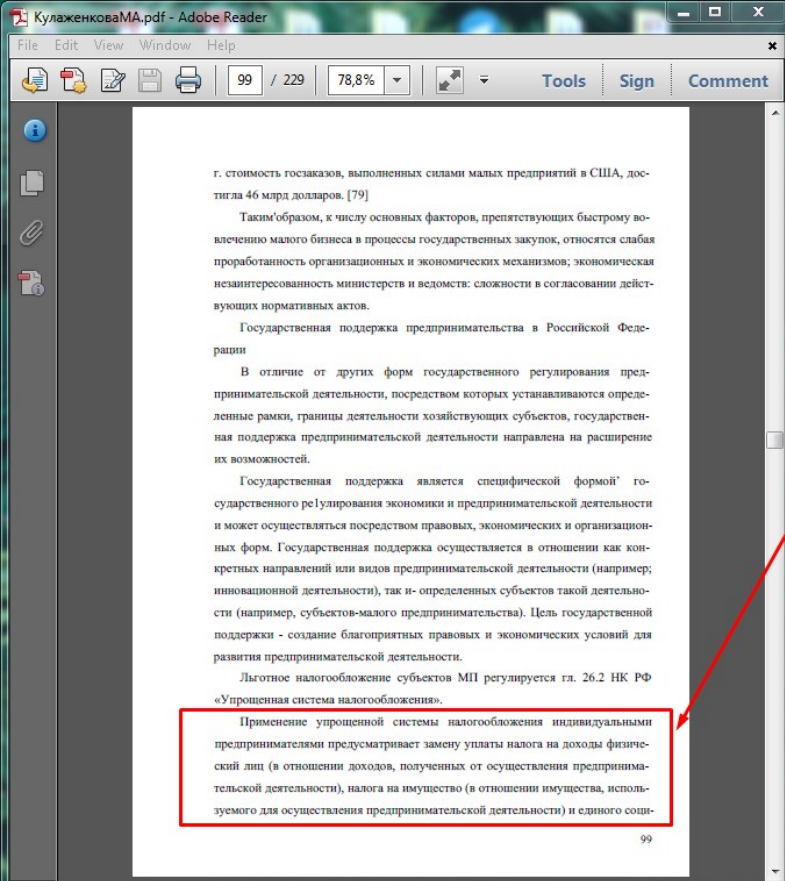 КулаженковаМА.pdf - Adobe Reader
File Edit View Window Help
99 / 229 78,8% Tools Sign Comment
г. стоимость госзаказов, выполненных силами малых предприятий в США, дос-
тигла 46 млрд долларов. [79]
Таким'образом, к числу основных факторов, препятствующих быстрому во-
влечению малого бизнеса в процессы государственных закупок, относятся слабая
проработанность организационных и экономических механизмов; экономическая
незаинтересованность министерств и ведомств: сложности в согласовании дейст-
вующих нормативных актов.
Государственная поддержка предпринимательства в Российской Феде-
рации
В отличие от других форм государственного регулирования пред-
принимательской деятельности, посредством которых устанавливаются опреде-
ленные рамки, границы деятельности хозяйствующих субъектов, государствен-
ная поддержка предпринимательской деятельности направлена на расширение
их возможностей.
Государственная поддержка является специфической формой’ го-
сударственного ре1улирования экономики и предпринимательской деятельности
и может осуществляться посредством правовых, экономических и организацион-
ных форм. Государственная поддержка осуществляется в отношении как кон-
кретных направлений или видов предпринимательской деятельности (например;
инновационной деятельности), так и- определенных субъектов такой деятельно-
сти (например, субъектов-малого предпринимательства). Цель государственной
поддержки - создание благоприятных правовых и экономических условий для
развития предпринимательской деятельности.
Льготное налогообложение субъектов МП регулируется гл. 26.2 НК РФ
«Упрощенная система налогообложения».
Применение упрощенной системы налогообложения индивидуальными
предпринимателями предусматривает замену уплаты налога на доходы физиче-
ский лиц (в отношении доходов, полученных от осуществления предпринима-
тельской деятельности), налога на имущество (в отношении имущества, исполь-
зуемого для осуществления предпринимательской деятельности) и единого соци-
99